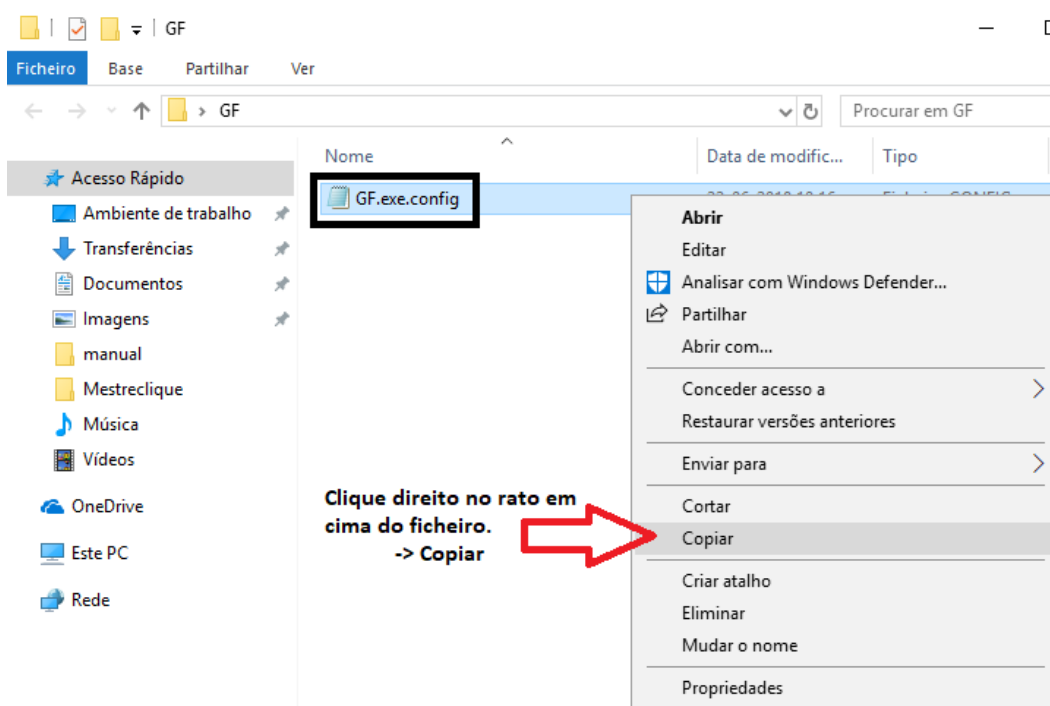 GF
Ficheiro Base Partilhar Ver
GF
Procurar em GF
Nome Data de modific... Tipo
Acesso Rápido
Ambiente de trabalho
Transferências
Documentos
Imagens
manual
Mestreclique
Música
Vídeos
OneDrive
Este PC
Rede
GF.exe.config
Abrir
Editar
Analisar com Windows Defender...
Partilhar
Abrir com...
Conceder acesso a
Restaurar versões anteriores
Enviar para
Cortar
Copiar
Criar atalho
Eliminar
Mudar o nome
Propriedades
Clique direito no rato em
cima do ficheiro.
-> Copiar